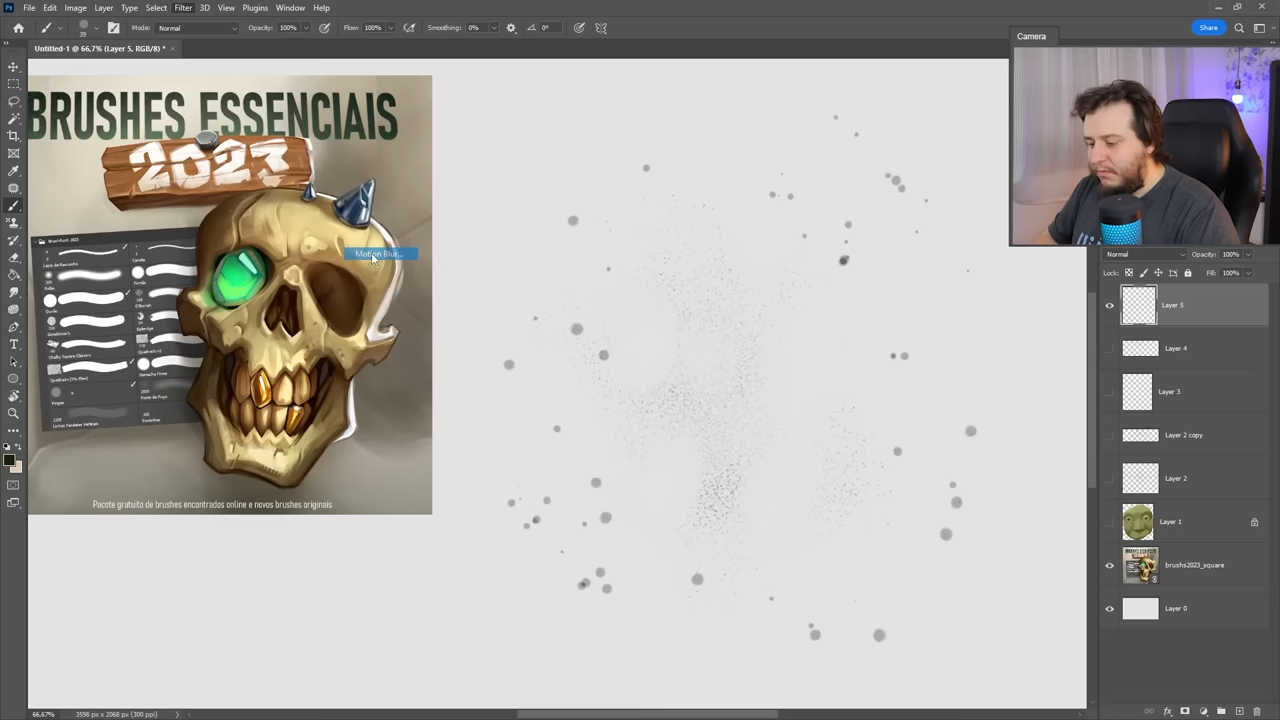 File Edit Image Layer Type Select Filter 3D View Plugins Window Help
39 Mode: Normal Opacity: 100% Flow: 100% Smoothing: 0% 0° Share
Untitled-1 @ 66,7% (Layer 5, RGB/8) *
Camera
BRUSHES ESSENCIAIS
2023
BrushRush 2023
Motion Blur...
Pacote gratuito de brushes encontrados online e novos brushes originais
Normal Opacity: 100%
Lock: Fill: 100%
Layer 5
Layer 4
Layer 3
Layer 2 copy
Layer 2
Layer 1
brushs2023_square
Layer 0
66,67% 3598 px x 2068 px (300 ppi)